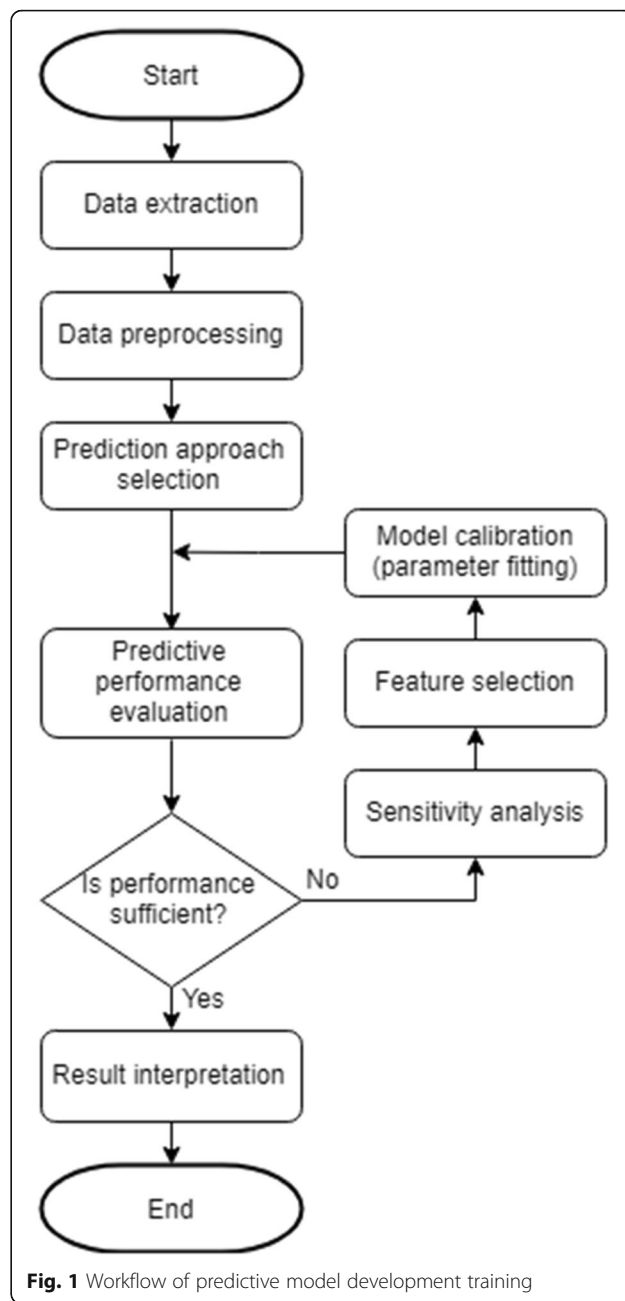 Start
Data extraction
Data preprocessing
Prediction approach
selection
Model calibration
(parameter fitting)
Predictive
performance
evaluation
Feature selection
Sensitivity analysis
Is performance
sufficient?
No
Yes
Result interpretation
End
Fig. 1 Workflow of predictive model development training